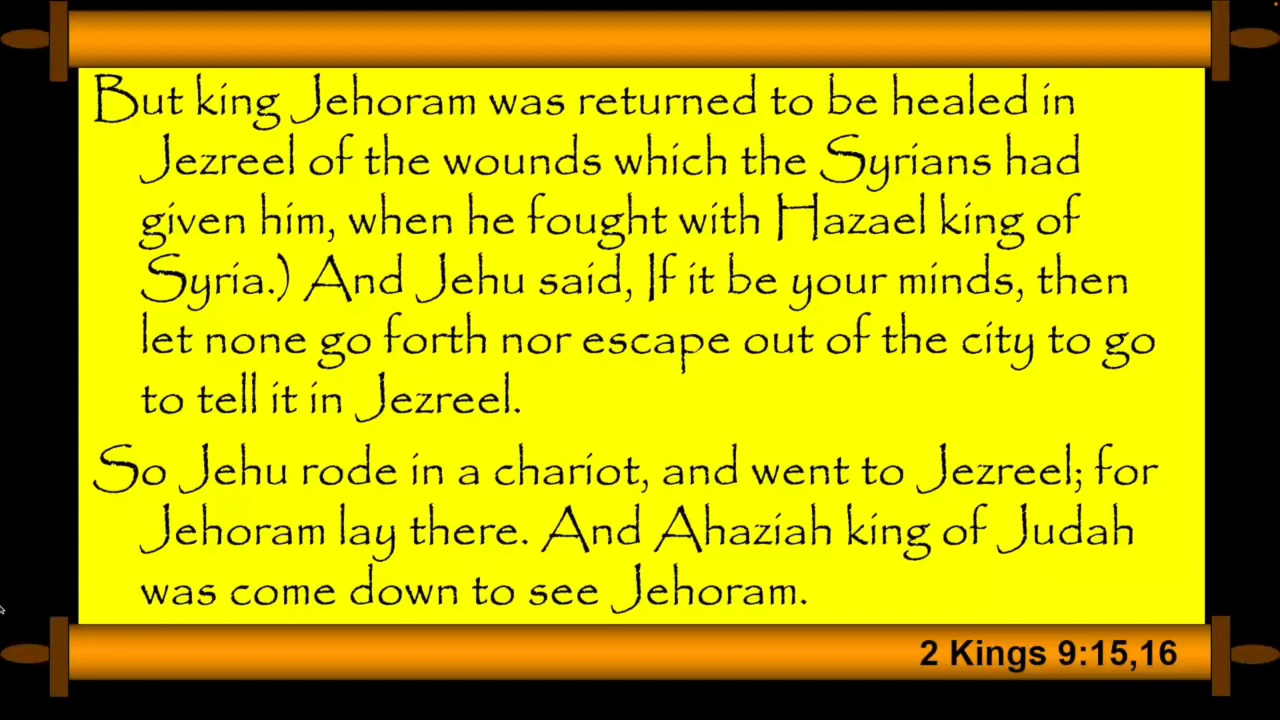 But king Jehoram was returned to be healed in
Jezreel of the wounds which the Syrians had
given him, when he fought with Hazael king of
Syria.) And Jehu said, If it be your minds, then
let none go forth nor escape out of the city to go
to tell it in Jezreel.
So Jehu rode in a chariot, and went to Jezreel; for
Jehoram lay there. And Ahaziah king of Judah
was come down to see Jehoram.
2 Kings 9:15,16